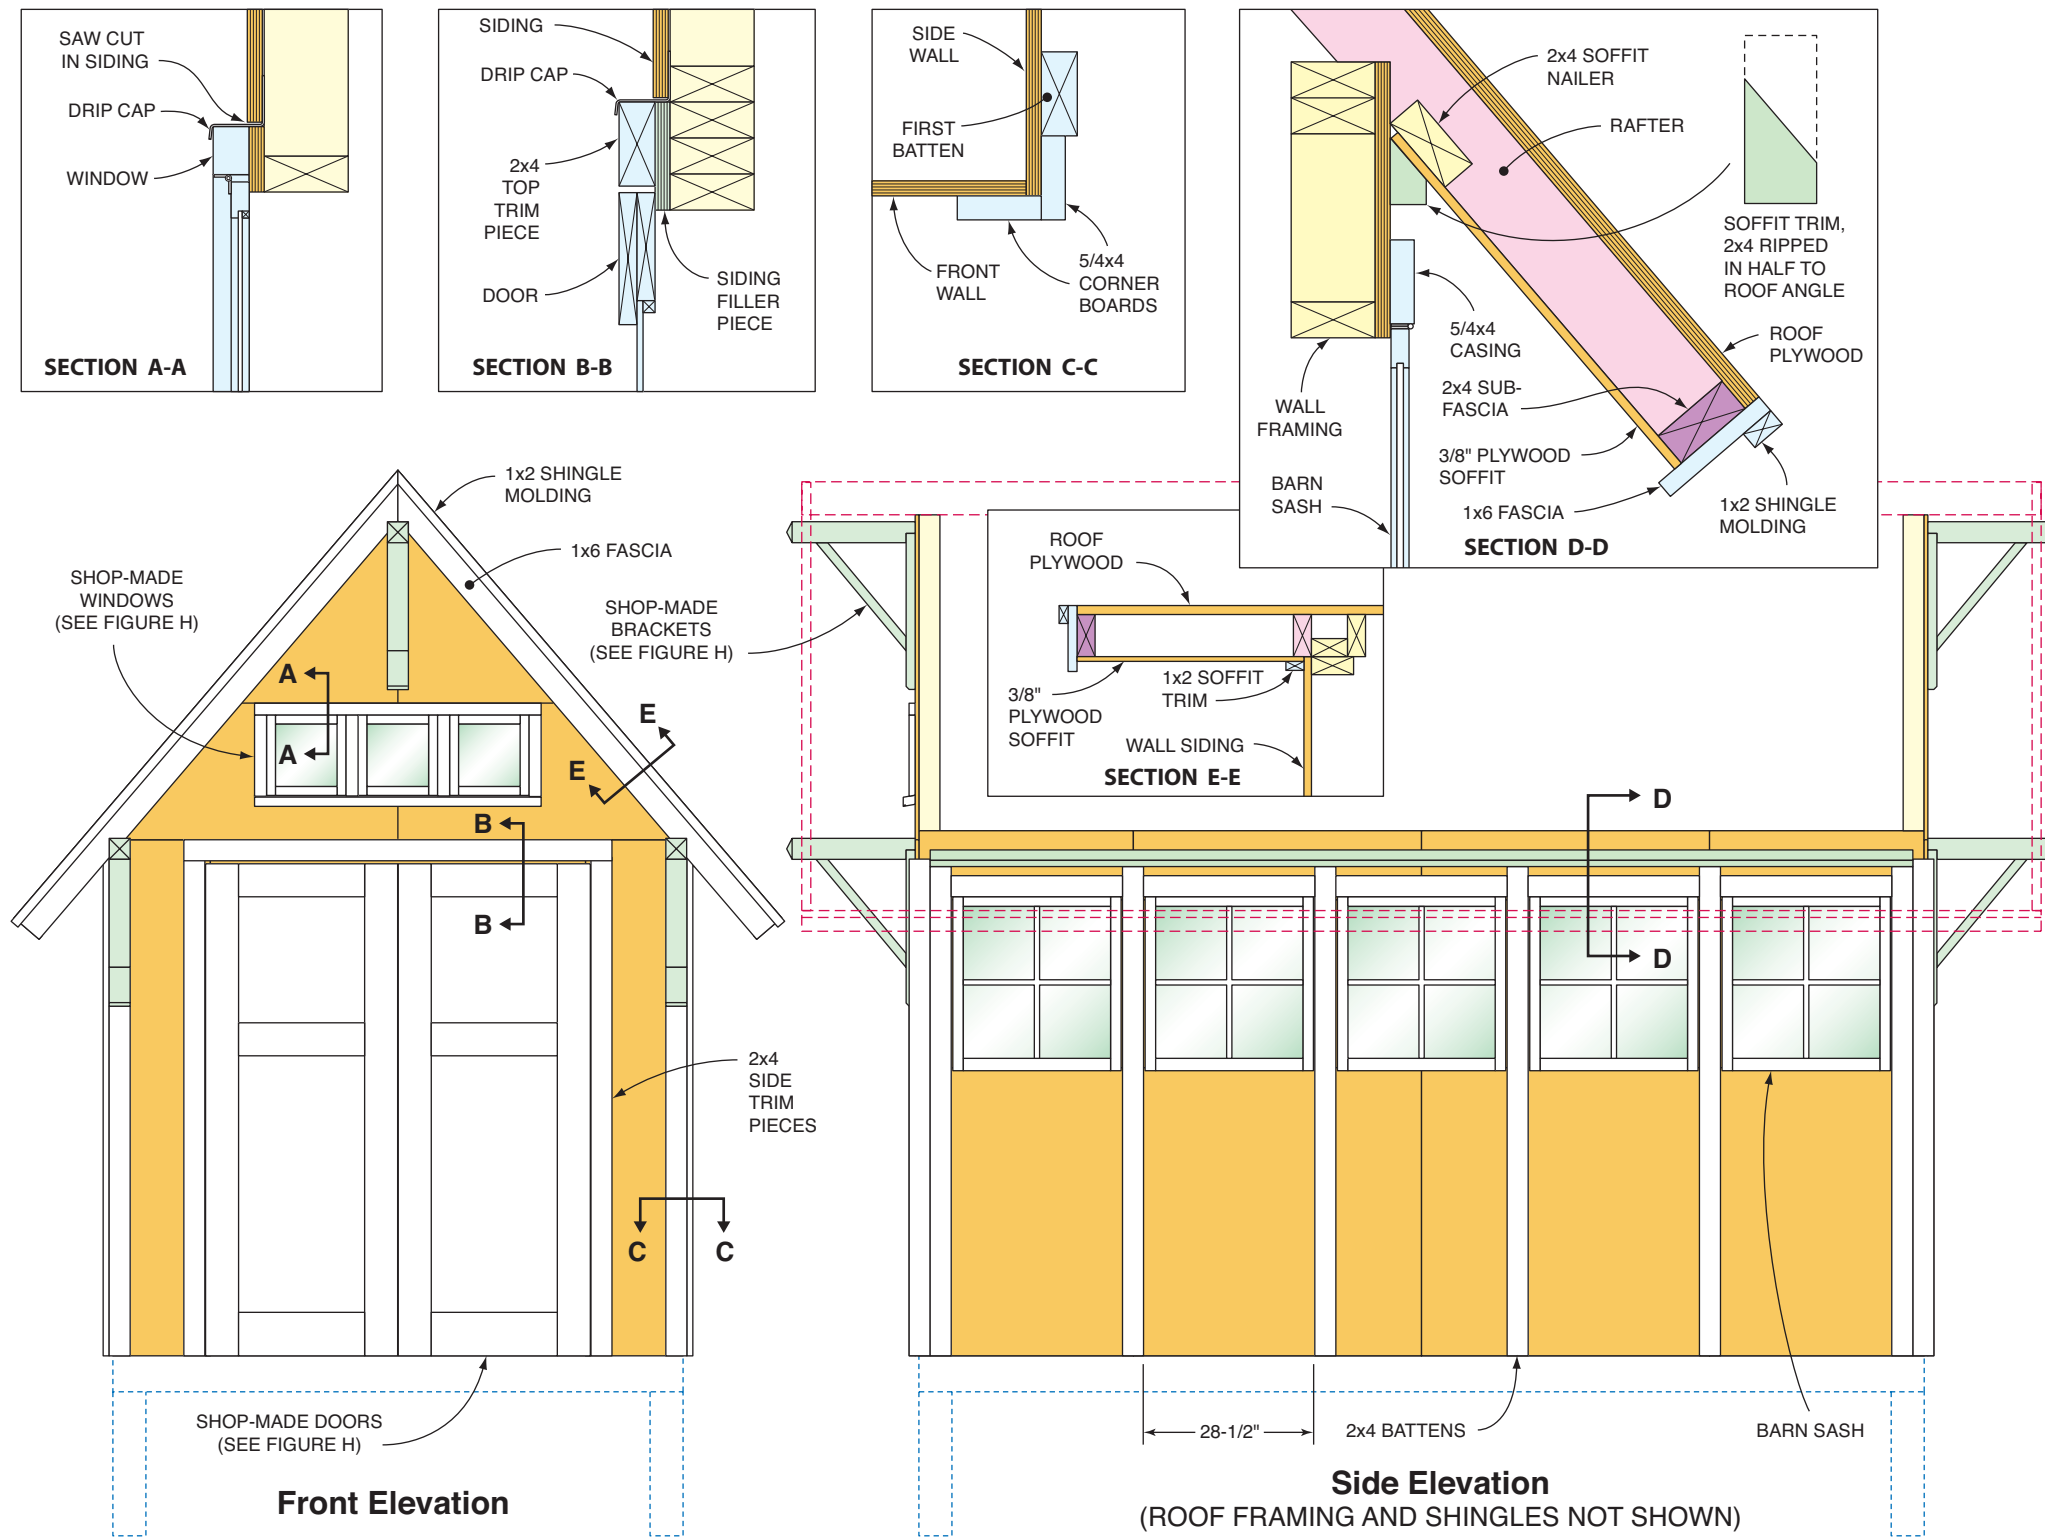 SAW CUT
IN SIDING
DRIP CAP
WINDOW
SECTION A-A
SIDING
DRIP CAP
2x4
TOP
TRIM
PIECE
DOOR
SIDING
FILLER
PIECE
SECTION B-B
SIDE
WALL
FIRST
BATTEN
FRONT
WALL
5/4x4
CORNER
BOARDS
SECTION C-C
2x4 SOFFIT
NAILER
RAFTER
SOFFIT TRIM,
2x4 RIPPED
IN HALF TO
ROOF ANGLE
5/4x4
CASING
ROOF
PLYWOOD
WALL
FRAMING
2x4 SUB-
FASCIA
3/8" PLYWOOD
SOFFIT
BARN
SASH
1x6 FASCIA
1x2 SHINGLE
MOLDING
SECTION D-D
1x2 SHINGLE
MOLDING
1x6 FASCIA
SHOP-MADE
WINDOWS
(SEE FIGURE H)
SHOP-MADE
BRACKETS
(SEE FIGURE H)
A
A
E
E
B
B
2x4
SIDE
TRIM
PIECES
C
C
SHOP-MADE DOORS
(SEE FIGURE H)
Front Elevation
ROOF
PLYWOOD
3/8"
PLYWOOD
SOFFIT
1x2 SOFFIT
TRIM
WALL SIDING
SECTION E-E
D
D
28-1/2"
2x4 BATTENS
BARN SASH
Side Elevation
(ROOF FRAMING AND SHINGLES NOT SHOWN)